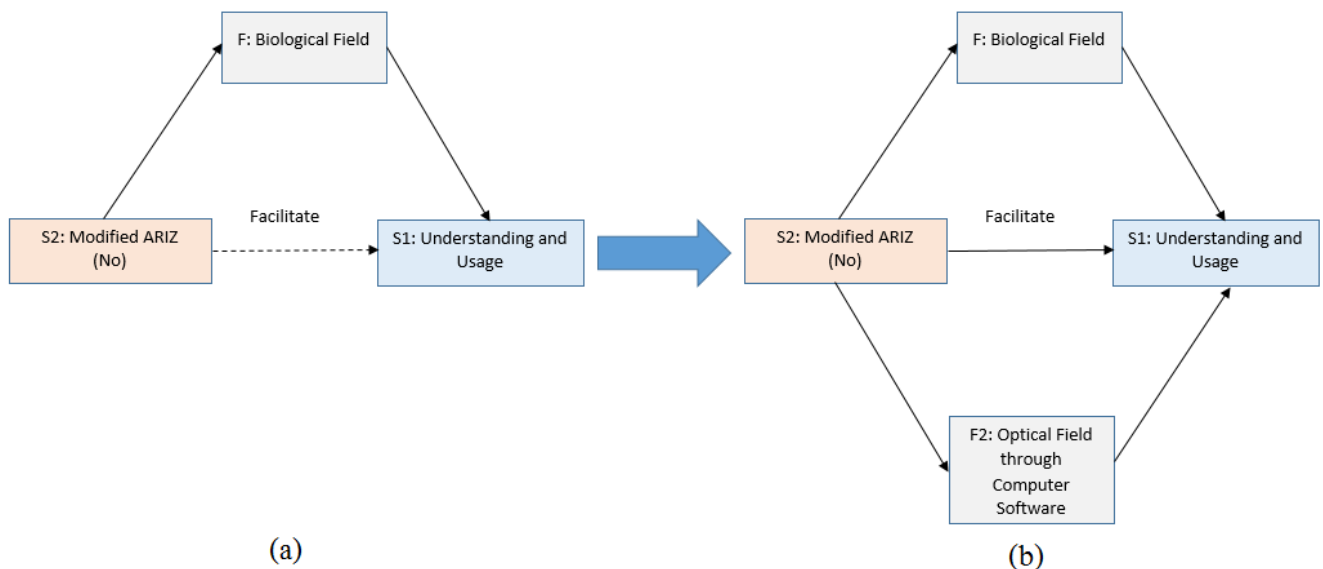 F: Biological Field
Facilitate
S2: Modified ARIZ
(No)
S1: Understanding and
Usage
(a)
F: Biological Field
Facilitate
S2: Modified ARIZ
(No)
S1: Understanding and
Usage
F2: Optical Field
through
Computer
Software
(b)